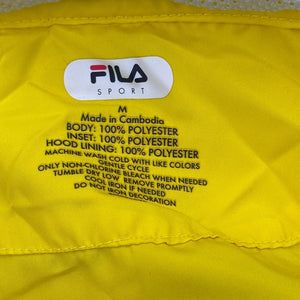 FILA
SPORT
M
Made in Cambodia
BODY: 100% POLYESTER
INSET: 100% POLYESTER
HOOD LINING: 100% POLYESTER
MACHINE WASH COLD WITH LIKE COLORS
GENTLE CYCLE
ONLY NON-CHLORINE BLEACH WHEN NEEDED
TUMBLE DRY LOW REMOVE PROMPTLY
COOL IRON IF NEEDED
DO NOT IRON DECORATION